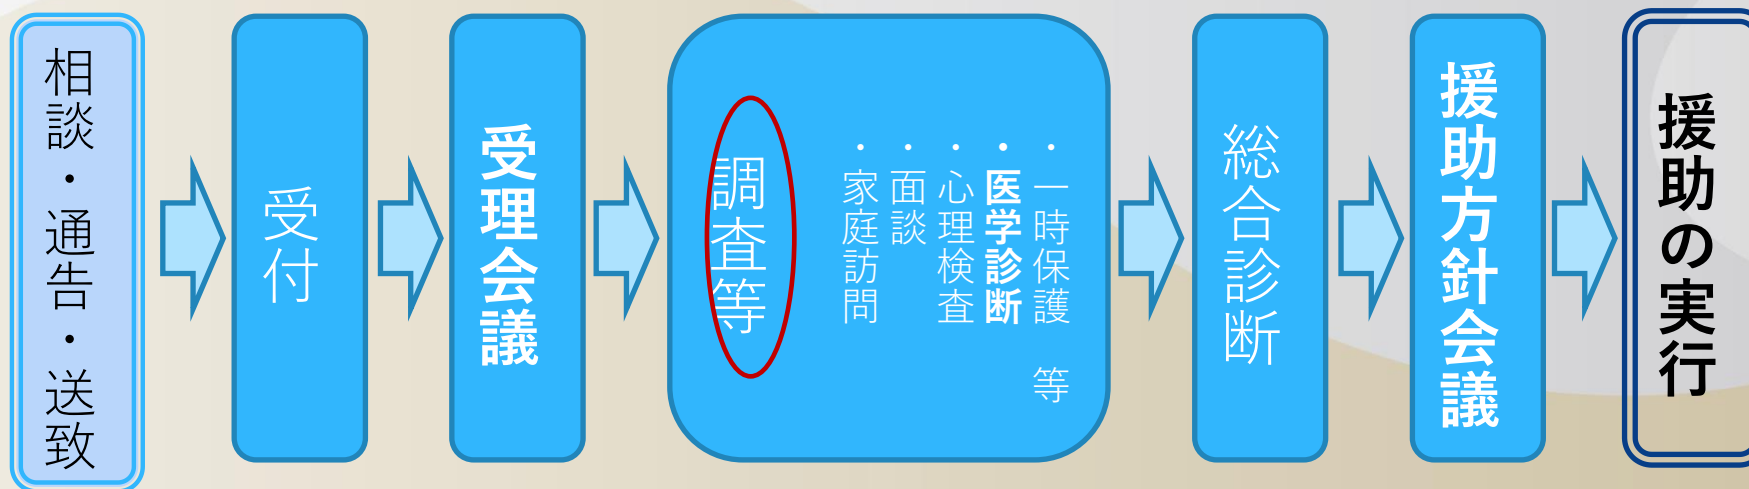 相談・通告・送致
受付
受理会議
調査等
・家庭訪問
・面談
・心理検査
・医学診断
・一時保護　等
総合診断
援助方針会議
援助の実行